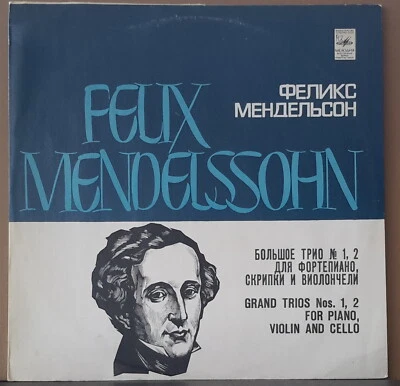 ФЕЛИКС
МЕНДЕЛЬСОН
FELIX
MENDELSSOHN
БОЛЬШОЕ ТРИО № 1, 2
ДЛЯ ФОРТЕПИАНО,
СКРИПКИ И ВИОЛОНЧЕЛИ
GRAND TRIOS Nos. 1, 2
FOR PIANO,
VIOLIN AND CELLO